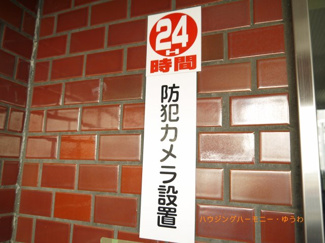 24
時間
防犯カメラ設置
ハウジングハーモニー・ゆうわ